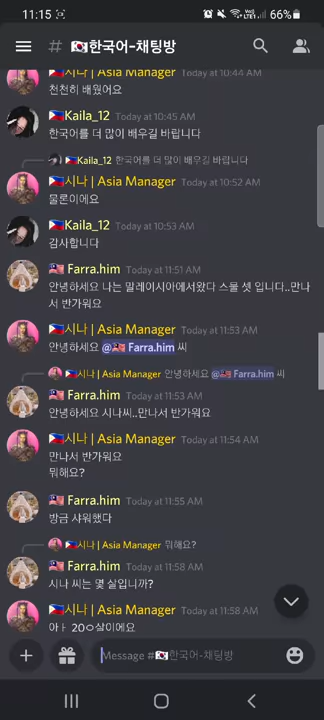 11:15 66%
# 🇰🇷한국어-채팅방
🇵🇭시나 | Asia Manager Today at 10:44 AM
천천히 배웠어요
🇵🇭Kaila_12 Today at 10:45 AM
한국어를 더 많이 배우길 바랍니다
🇵🇭Kaila_12 한국어를 더 많이 배우길 바랍니다
🇵🇭시나 | Asia Manager Today at 10:52 AM
물론이에요
🇵🇭Kaila_12 Today at 10:53 AM
감사합니다
🇲🇾 Farra.him Today at 11:51 AM
안녕하세요 나는 말레이시아에서왔다 스물 셋 입니다..만나
서 반가워요
🇵🇭시나 | Asia Manager Today at 11:53 AM
안녕하세요 @🇲🇾 Farra.him 씨
🇵🇭시나 | Asia Manager 안녕하세요 @🇲🇾 Farra.him 씨
🇲🇾 Farra.him Today at 11:53 AM
안녕하세요 시나씨..만나서 반가워요
🇵🇭시나 | Asia Manager Today at 11:54 AM
만나서 반가워요
뭐해요?
🇲🇾 Farra.him Today at 11:55 AM
방금 샤워했다
🇵🇭시나 | Asia Manager 뭐해요?
🇲🇾 Farra.him Today at 11:58 AM
시나 씨는 몇 살입니까?
🇵🇭시나 | Asia Manager Today at 11:58 AM
아ㅏ 20ㅇ살이에요
Message #🇰🇷한국어-채팅방